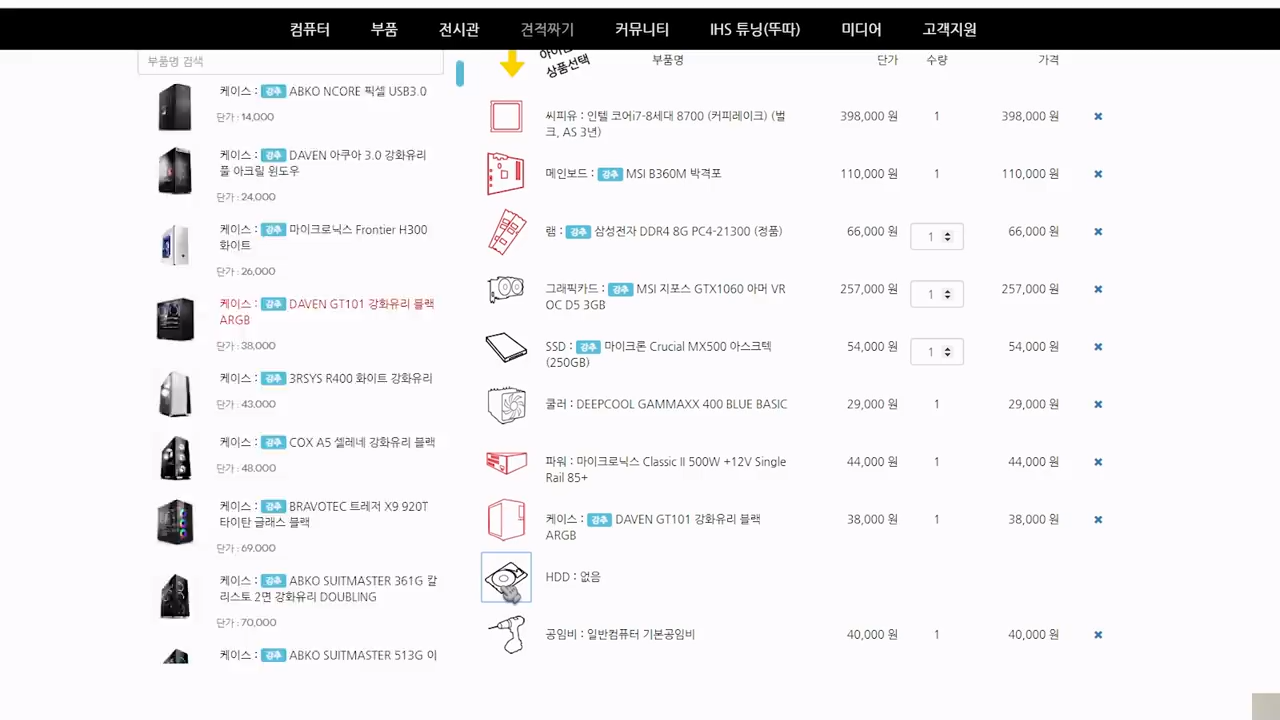 컴퓨터 부품 전시관 견적짜기 커뮤니티 IHS 튜닝(뚜따) 미디어 고객지원
부품명 검색
케이스 : 강추 ABKO NCORE 픽셀 USB3.0
단가 : 14,000
케이스 : 강추 DAVEN 아쿠아 3.0 강화유리
풀 아크릴 윈도우
단가 : 24,000
케이스 : 강추 마이크로닉스 Frontier H300
화이트
단가 : 26,000
케이스 : 강추 DAVEN GT101 강화유리 블랙
ARGB
단가 : 38,000
케이스 : 강추 3RSYS R400 화이트 강화유리
단가 : 43,000
케이스 : 강추 COX A5 셀레네 강화유리 블랙
단가 : 48,000
케이스 : 강추 BRAVOTEC 트레저 X9 920T
타이탄 글래스 블랙
단가 : 69,000
케이스 : 강추 ABKO SUITMASTER 361G 칼
리스토 2면 강화유리 DOUBLING
단가 : 70,000
케이스 : 강추 ABKO SUITMASTER 513G 이
상품선택
부품명 단가 수량 가격
씨피유 : 인텔 코어i7-8세대 8700 (커피레이크) (벌
크, AS 3년)
398,000 원 1 398,000 원
메인보드 : 강추 MSI B360M 박격포 110,000 원 1 110,000 원
램 : 강추 삼성전자 DDR4 8G PC4-21300 (정품) 66,000 원 1 66,000 원
그래픽카드 : 강추 MSI 지포스 GTX1060 아머 VR
OC D5 3GB
257,000 원 1 257,000 원
SSD : 강추 마이크론 Crucial MX500 아스크텍
(250GB)
54,000 원 1 54,000 원
쿨러 : DEEPCOOL GAMMAXX 400 BLUE BASIC 29,000 원 1 29,000 원
파워 : 마이크로닉스 Classic II 500W +12V Single
Rail 85+
44,000 원 1 44,000 원
케이스 : 강추 DAVEN GT101 강화유리 블랙
ARGB
38,000 원 1 38,000 원
HDD : 없음
공임비 : 일반컴퓨터 기본공임비 40,000 원 1 40,000 원